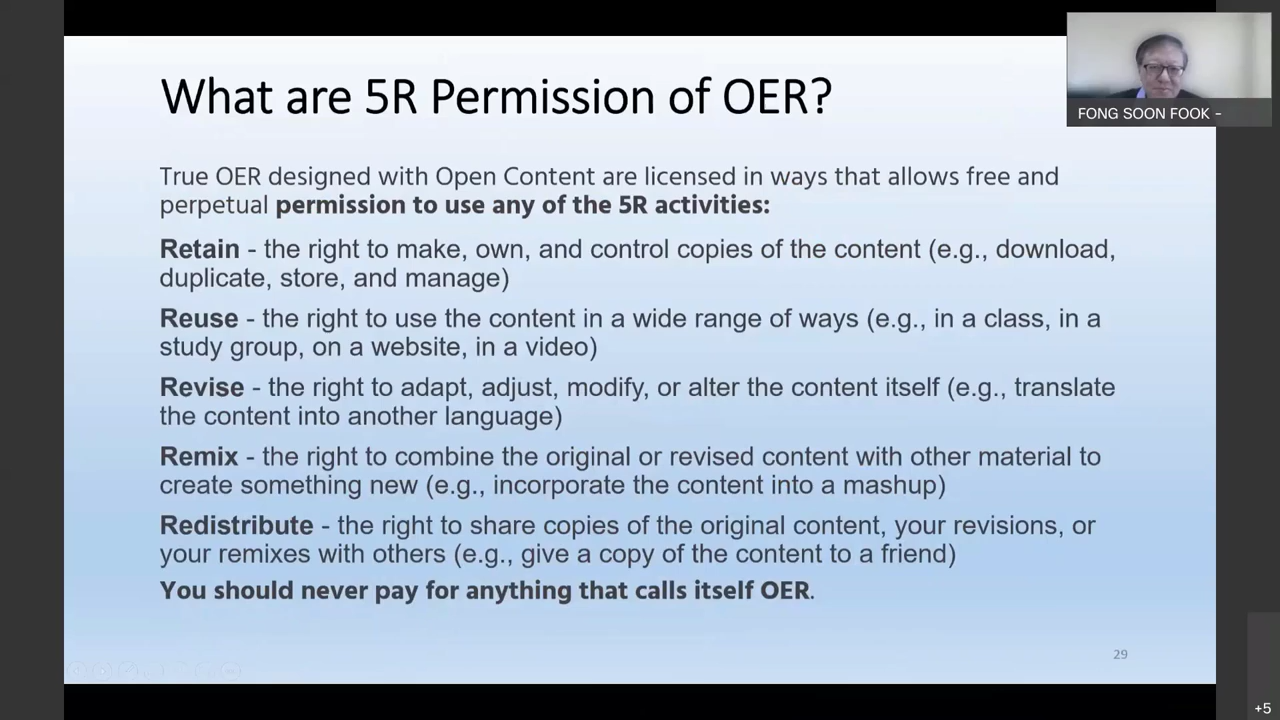 What are 5R Permission of OER?
FONG SOON FOOK -
True OER designed with Open Content are licensed in ways that allows free and
perpetual permission to use any of the 5R activities:
Retain - the right to make, own, and control copies of the content (e.g., download,
duplicate, store, and manage)
Reuse - the right to use the content in a wide range of ways (e.g., in a class, in a
study group, on a website, in a video)
Revise - the right to adapt, adjust, modify, or alter the content itself (e.g., translate
the content into another language)
Remix - the right to combine the original or revised content with other material to
create something new (e.g., incorporate the content into a mashup)
Redistribute - the right to share copies of the original content, your revisions, or
your remixes with others (e.g., give a copy of the content to a friend)
You should never pay for anything that calls itself OER.
29
+5